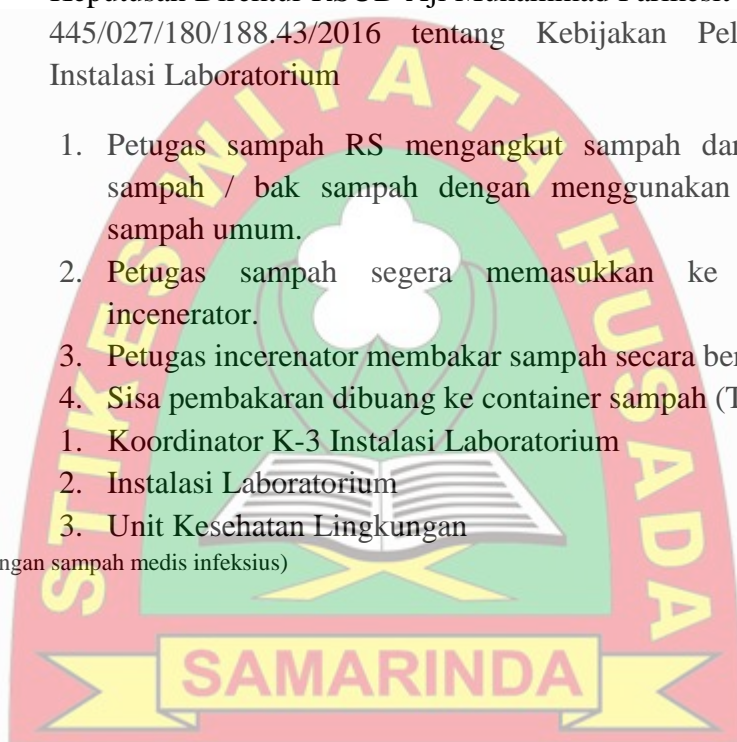 Keputusan Direktur RSUD Aji Muhammad Parikesit
445/027/180/188.43/2016 tentang Kebijakan Pel
Instalasi Laboratorium
1. Petugas sampah RS mengangkut sampah dar
sampah / bak sampah dengan menggunakan
sampah umum.
2. Petugas sampah segera memasukkan ke
incenerator.
3. Petugas incerenator membakar sampah secara ber
4. Sisa pembakaran dibuang ke container sampah (T
1. Koordinator K-3 Instalasi Laboratorium
2. Instalasi Laboratorium
3. Unit Kesehatan Lingkungan
ngan sampah medis infeksius)
STIKES WIYATA HUSADA
SAMARINDA